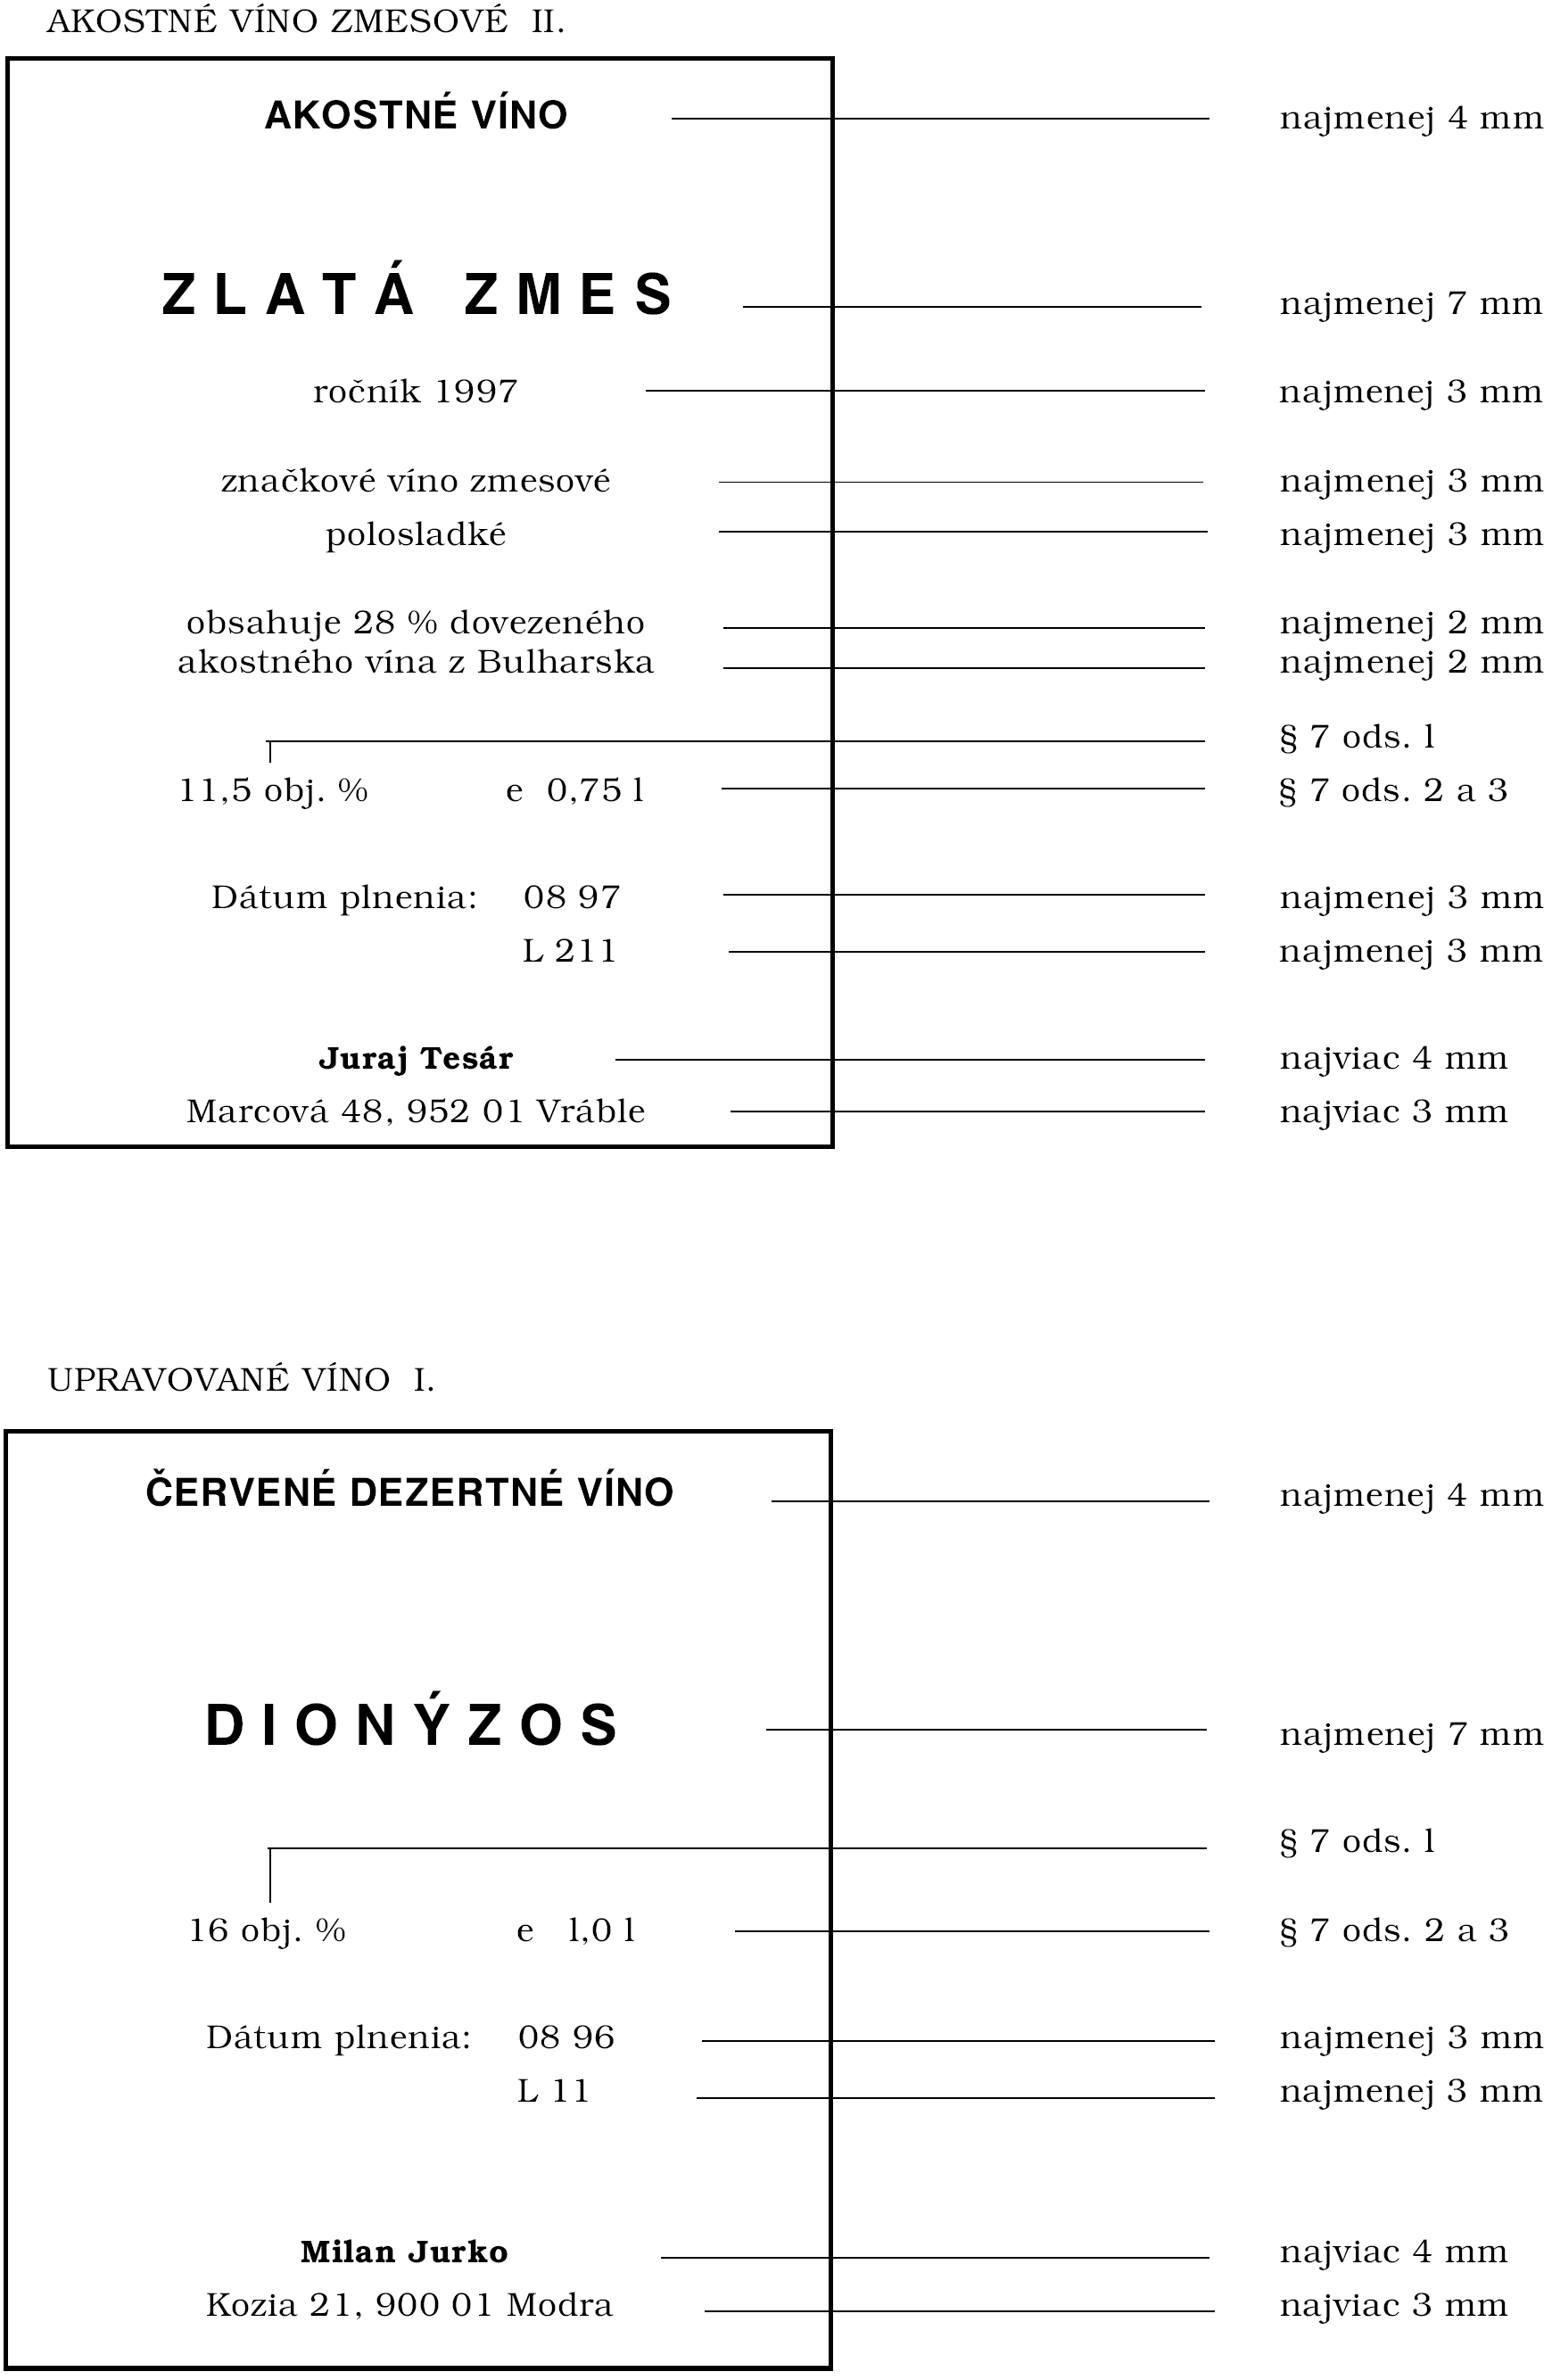 AKOSTNÉ VÍNO ZMESOVÉ II.
AKOSTNÉ VÍNO najmenej 4 mm
ZLATÁ ZMES najmenej 7 mm
ročník 1997 najmenej 3 mm
značkové víno zmesové najmenej 3 mm
polosladké najmenej 3 mm
obsahuje 28 % dovezeného najmenej 2 mm
akostného vína z Bulharska najmenej 2 mm
§ 7 ods. l
11,5 obj. % e 0,75 l § 7 ods. 2 a 3
Dátum plnenia: 08 97 najmenej 3 mm
L 211 najmenej 3 mm
Juraj Tesár najviac 4 mm
Marcová 48, 952 01 Vráble najviac 3 mm
UPRAVOVANÉ VÍNO I.
ČERVENÉ DEZERTNÉ VÍNO najmenej 4 mm
DIONÝZOS najmenej 7 mm
§ 7 ods. l
16 obj. % e l,0 l § 7 ods. 2 a 3
Dátum plnenia: 08 96 najmenej 3 mm
L 11 najmenej 3 mm
Milan Jurko najviac 4 mm
Kozia 21, 900 01 Modra najviac 3 mm